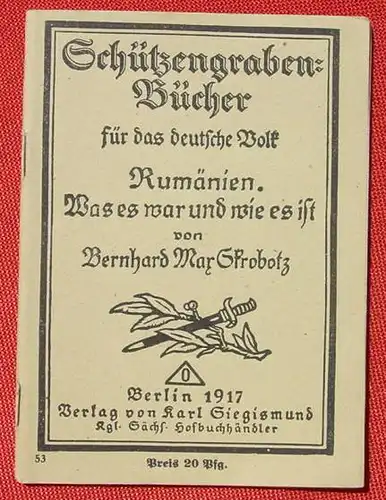 Schützengraben-
Bücher
für das deutsche Volk
Rumänien.
Was es war und wie es ist
von
Bernhard Max Skrobotz
0
Berlin 1917
Verlag von Karl Siegismund
Kgl. Sächs. Hofbuchhändler
53
Preis 20 Pfg.